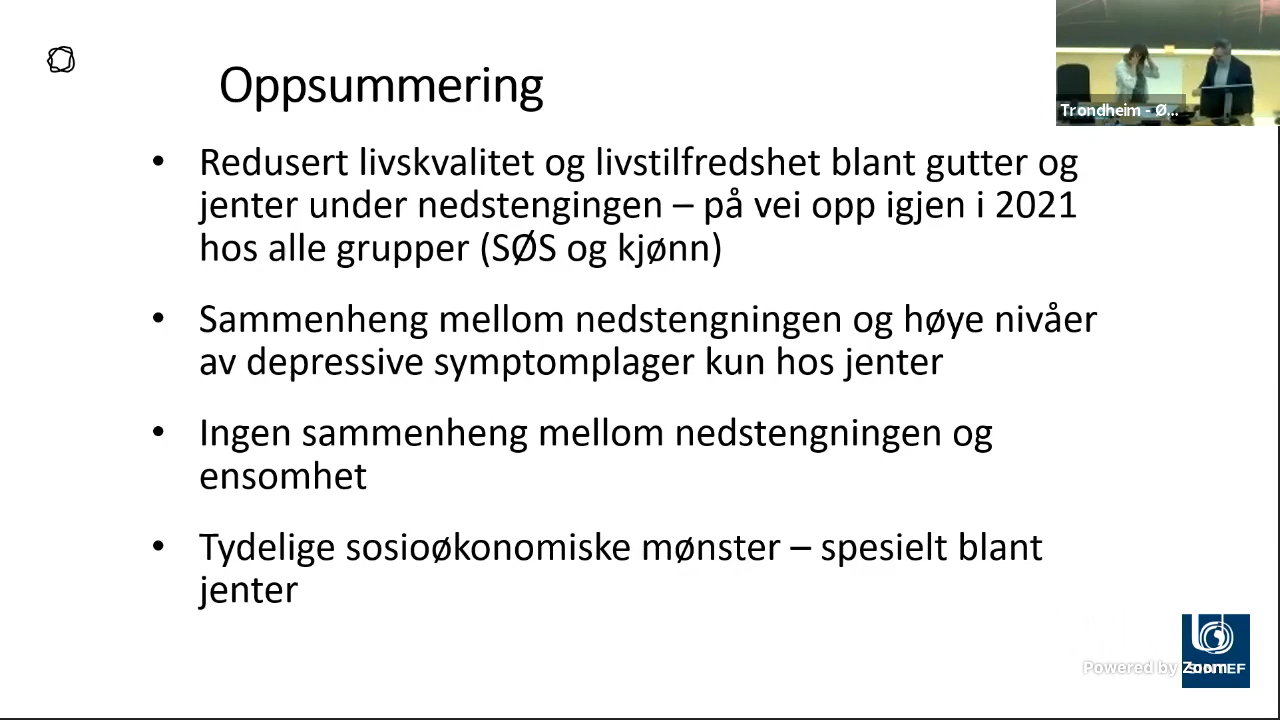 Oppsummering
Trondheim - Ø...
• Redusert livskvalitet og livstilfredshet blant gutter og
jenter under nedstengingen – på vei opp igjen i 2021
hos alle grupper (SØS og kjønn)
• Sammenheng mellom nedstengningen og høye nivåer
av depressive symptomplager kun hos jenter
• Ingen sammenheng mellom nedstengningen og
ensomhet
• Tydelige sosioøkonomiske mønster – spesielt blant
jenter
Powered by Zoom